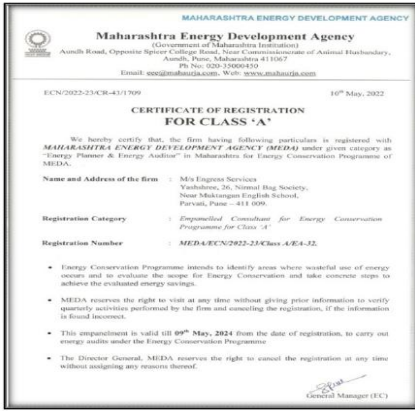 MAHARASHTRA ENERGY DEVELOPMENT AGENCY
Maharashtra Energy Development Agency
(Government of Maharashtra Institution)
Aundh Road, Opposite Spicer College Road, Near Commissionerate of Animal Husbandary,
Aundh, Pune, Maharashtra 411067
Ph No: 020-35000450
Email: eee@mahaurja.com, Web: www.mahaurja.com
ECN/2022-23/CR-43/1709 10th May, 2022
CERTIFICATE OF REGISTRATION
FOR CLASS 'A'
We hereby certify that, the firm having following particulars is registered with
MAHARASHTRA ENERGY DEVELOPMENT AGENCY (MEDA) under given category as
"Energy Planner & Energy Auditor" in Maharashtra for Energy Conservation Programme of
MEDA.
Name and Address of the firm : M/s Engress Services
Yashshree, 26, Nirmal Bag Society,
Near Muktangan English School,
Parvati, Pune – 411 009.
Registration Category : Empanelled Consultant for Energy Conservation
Programme for Class 'A'
Registration Number : MEDA/ECN/2022-23/Class A/EA-32.
• Energy Conservation Programme intends to identify areas where wasteful use of energy
occurs and to evaluate the scope for Energy Conservation and take concrete steps to
achieve the evaluated energy savings.
• MEDA reserves the right to visit at any time without giving prior information to verify
quarterly activities performed by the firm and canceling the registration, if the information
is found incorrect.
• This empanelment is valid till 09th May, 2024 from the date of registration, to carry out
energy audits under the Energy Conservation Programme
• The Director General, MEDA reserves the right to cancel the registration at any time
without assigning any reasons thereof.
General Manager (EC)